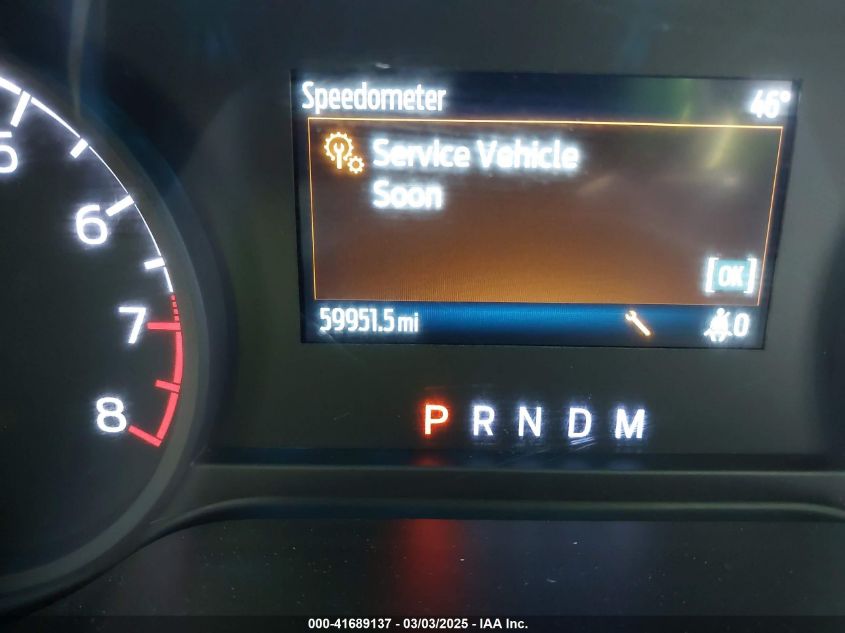 Speedometer 46°
Service Vehicle
Soon
[OK]
59951.5 mi 0
5
6
7
8
P R N D M
000-41689137 - 03/03/2025 - IAA Inc.